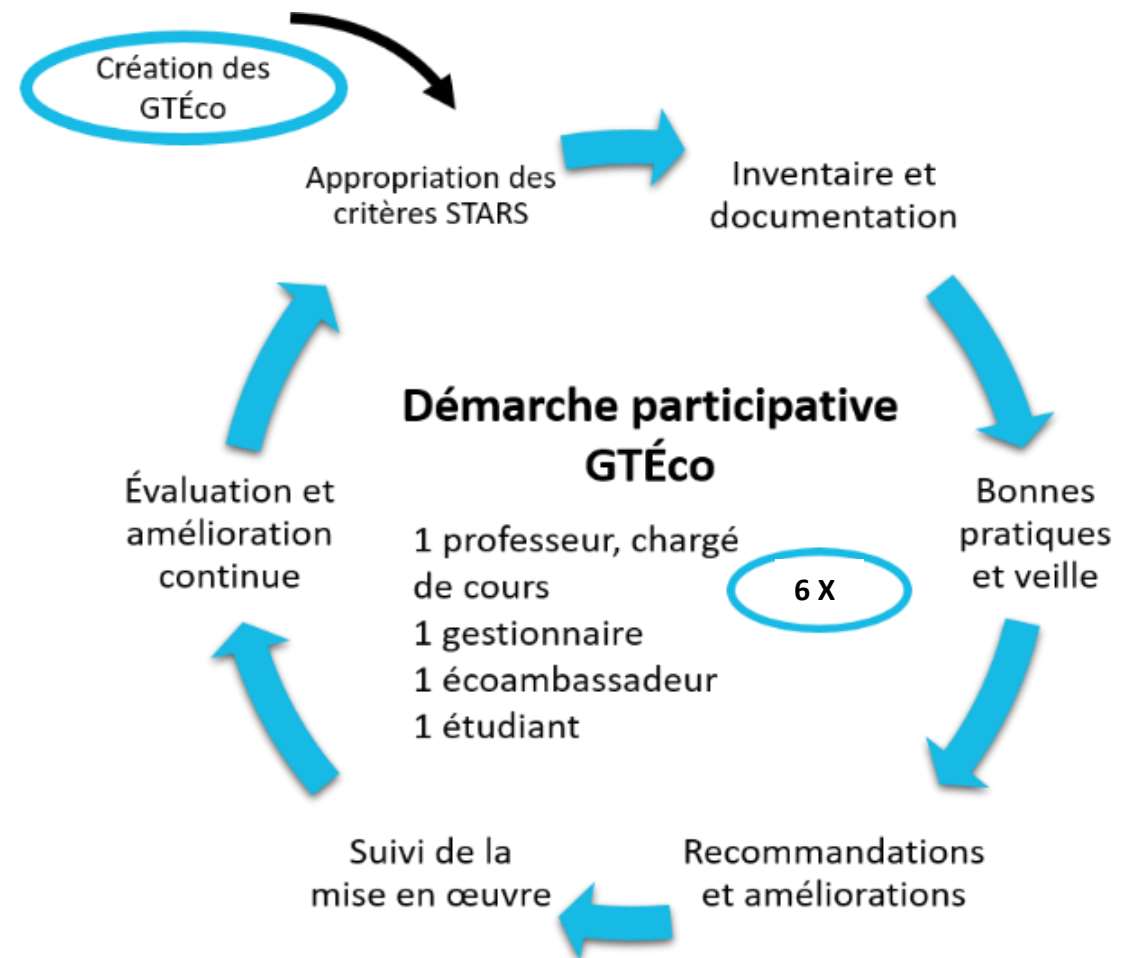 Création des
GTÉco
Appropriation des
critères STARS
Inventaire et
documentation
Démarche participative
GTÉco
Évaluation et
amélioration
continue
1 professeur, chargé
de cours
1 gestionnaire
1 écoambassadeur
1 étudiant
6 X
Bonnes
pratiques
et veille
Suivi de la
mise en œuvre
Recommandations
et améliorations